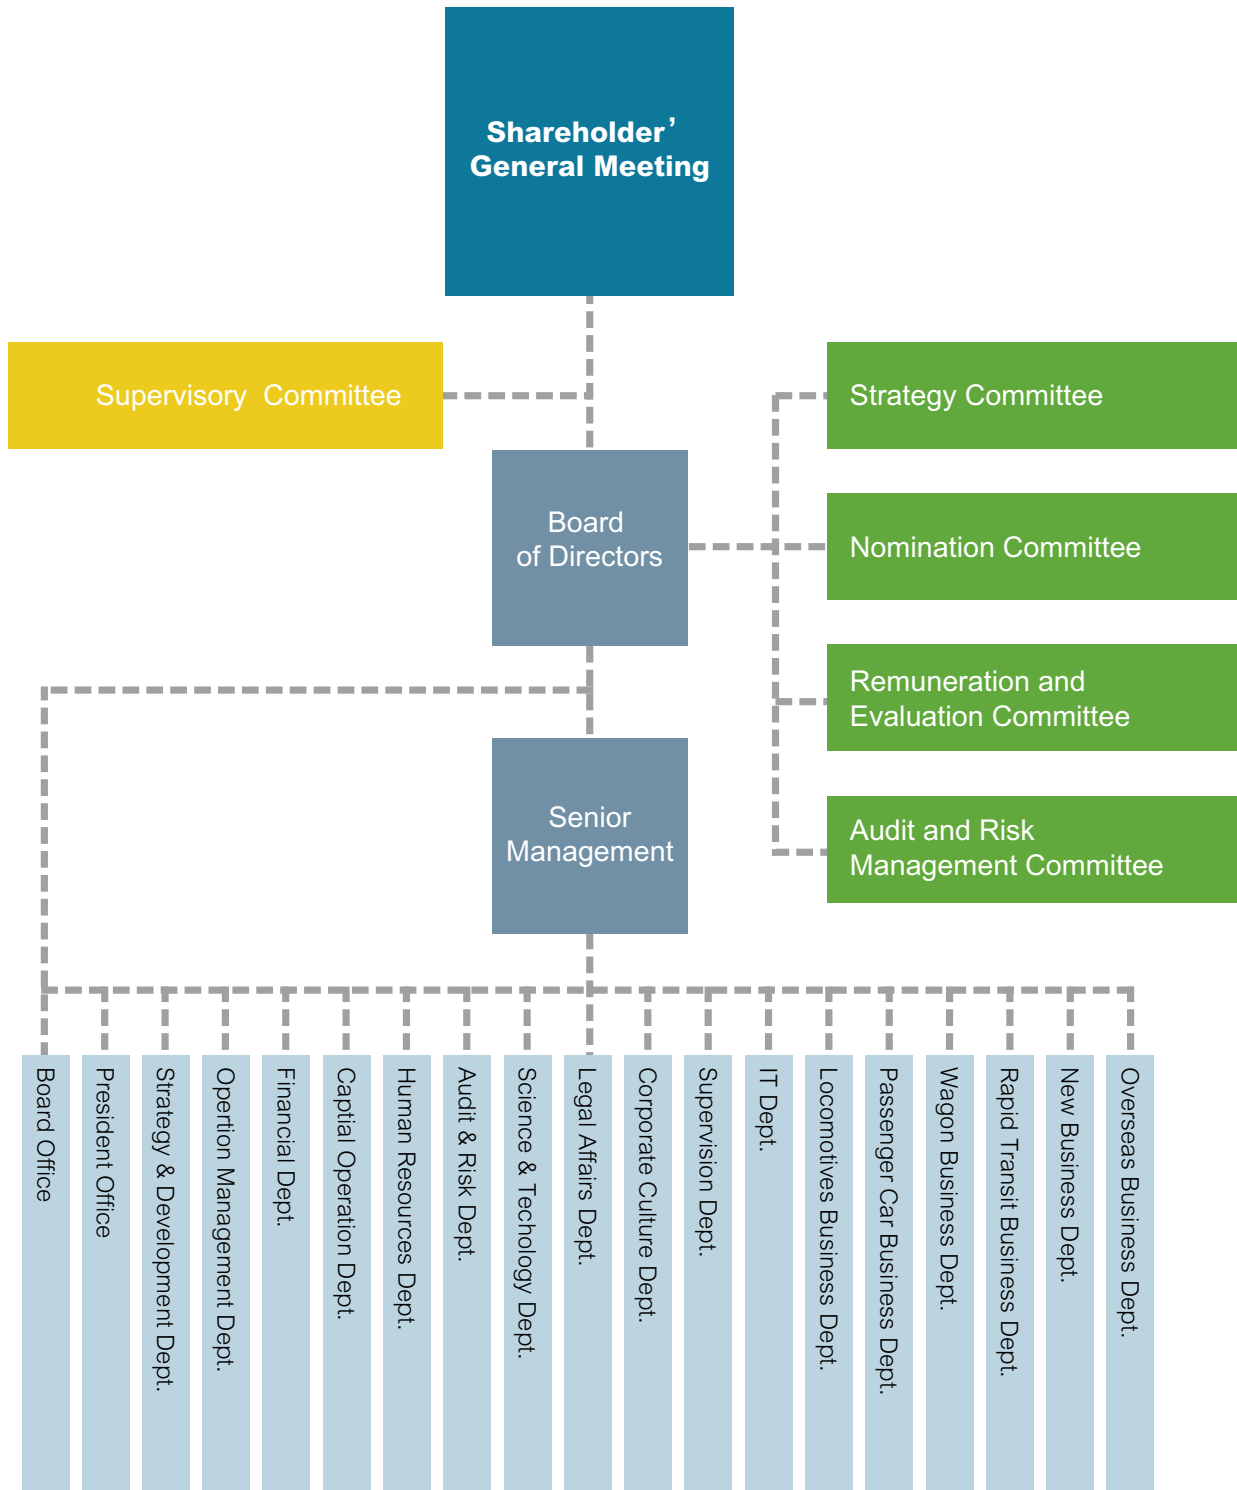 Shareholder’
General Meeting
Supervisory Committee
Strategy Committee
Board
of Directors
Nomination Committee
Remuneration and
Evaluation Committee
Senior
Management
Audit and Risk
Management Committee
Board Office
President Office
Strategy & Development Dept.
Opertion Management Dept.
Financial Dept.
Captial Operation Dept.
Human Resources Dept.
Audit & Risk Dept.
Science & Techology Dept.
Legal Affairs Dept.
Corporate Culture Dept.
Supervision Dept.
IT Dept.
Locomotives Business Dept.
Passenger Car Business Dept.
Wagon Business Dept.
Rapid Transit Business Dept.
New Business Dept.
Overseas Business Dept.